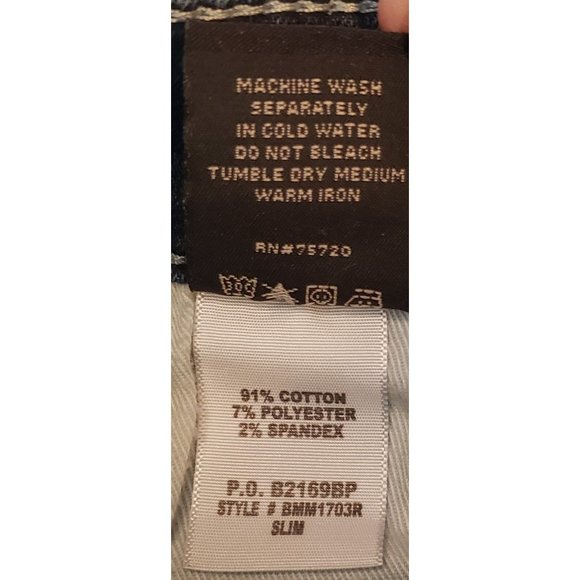 MACHINE WASH
SEPARATELY
IN COLD WATER
DO NOT BLEACH
TUMBLE DRY MEDIUM
WARM IRON
RN#75720
30C
91% COTTON
7% POLYESTER
2% SPANDEX
P.O. B2169BP
STYLE # BMM1703R
SLIM